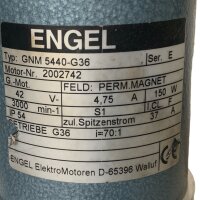 ENGEL
Typ: GNM 5440-G36 Ser. E
Motor-Nr. 2002742
G.-Mot. FELD: PERM.MAGNET
42 V- 4,75 A 150 W
3000 min-1 S1 I.CL F
IP 54 zul.Spitzenstrom 37 A
GETRIEBE G36 i=70:1
ENGEL ElektroMotoren D-65396 Walluf